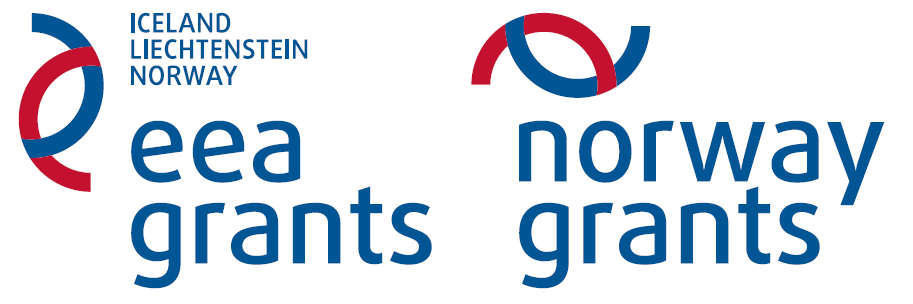 ICELAND
LIECHTENSTEIN
NORWAY
eea
grants
norway
grants